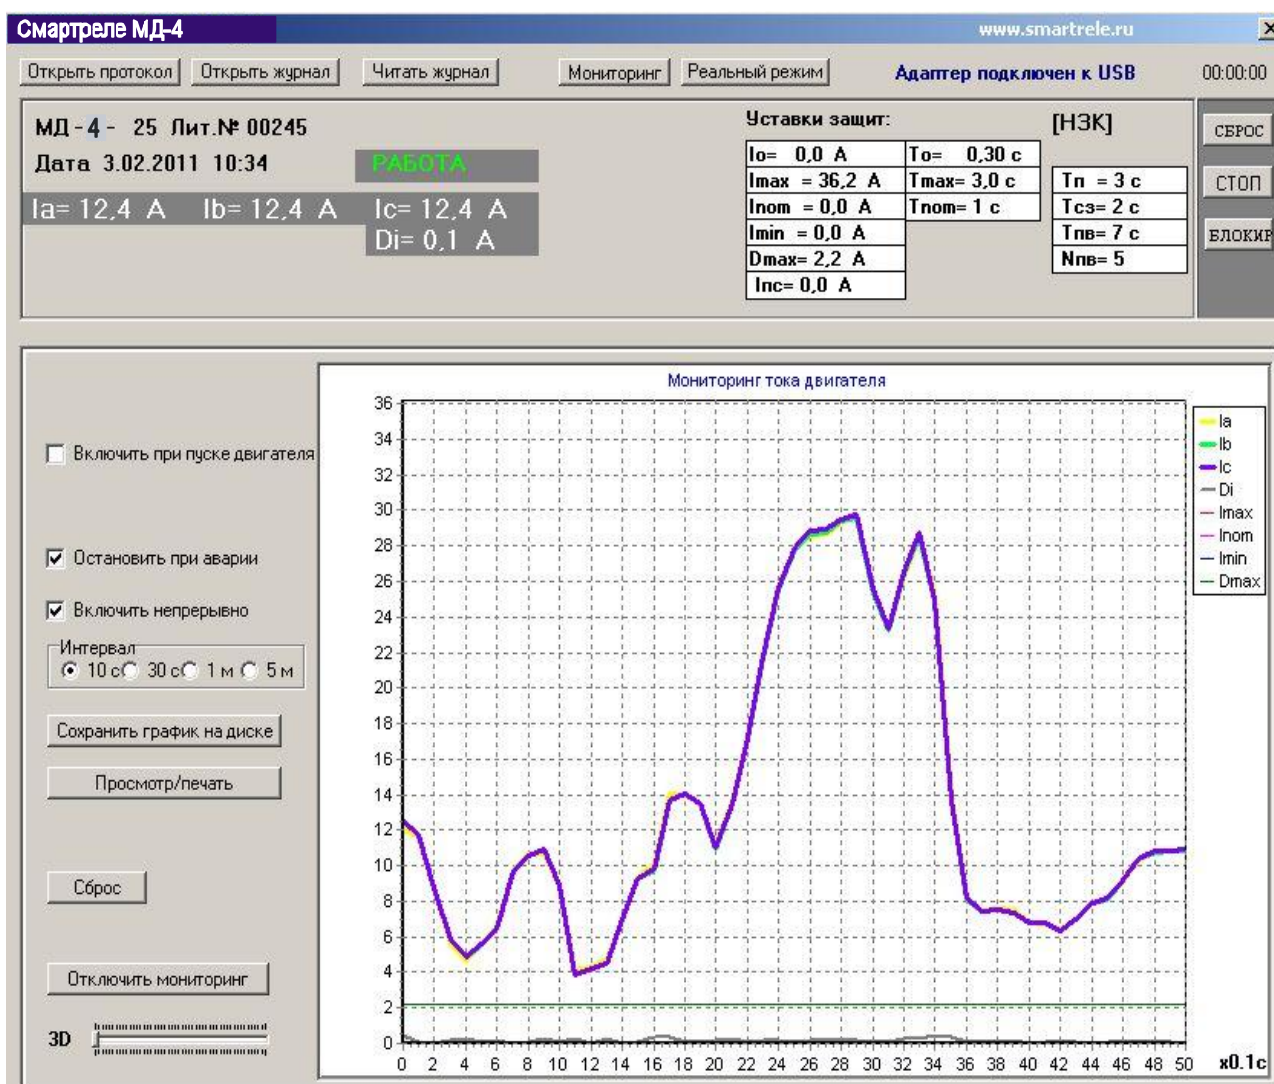 Смартреле МД-4 www.smartrele.ru
Открыть протокол Открыть журнал Читать журнал Мониторинг Реальный режим Адаптер подключен к USB 00:00:00
МД - 4 - 25 Лит.№ 00245
Дата 3.02.2011 10:34
РАБОТА
Ia= 12,4 A Ib= 12,4 A Ic= 12,4 A
Di= 0,1 A
Уставки защит:
[НЗК]
Io= 0,0 A To= 0,30 с
Imax = 36,2 A Tmax= 3,0 с Тп = 3 с
Inom = 0,0 A Tnom= 1 с Тсз= 2 с
Imin = 0,0 A Тпв= 7 с
Dmax= 2,2 A Nпв= 5
Iпс= 0,0 A
СБРОС
СТОП
БЛОКИР
Мониторинг тока двигателя
Включить при пуске двигателя
Остановить при аварии
Включить непрерывно
Интервал
10 с 30 с 1 м 5 м
Сохранить график на диске
Просмотр/печать
Сброс
Отключить мониторинг
3D
36
34
32
30
28
26
24
22
20
18
16
14
12
10
8
6
4
2
0
0 2 4 6 8 10 12 14 16 18 20 22 24 26 28 30 32 34 36 38 40 42 44 46 48 50 x0.1c
Ia
Ib
Ic
Di
Imax
Inom
Imin
Dmax